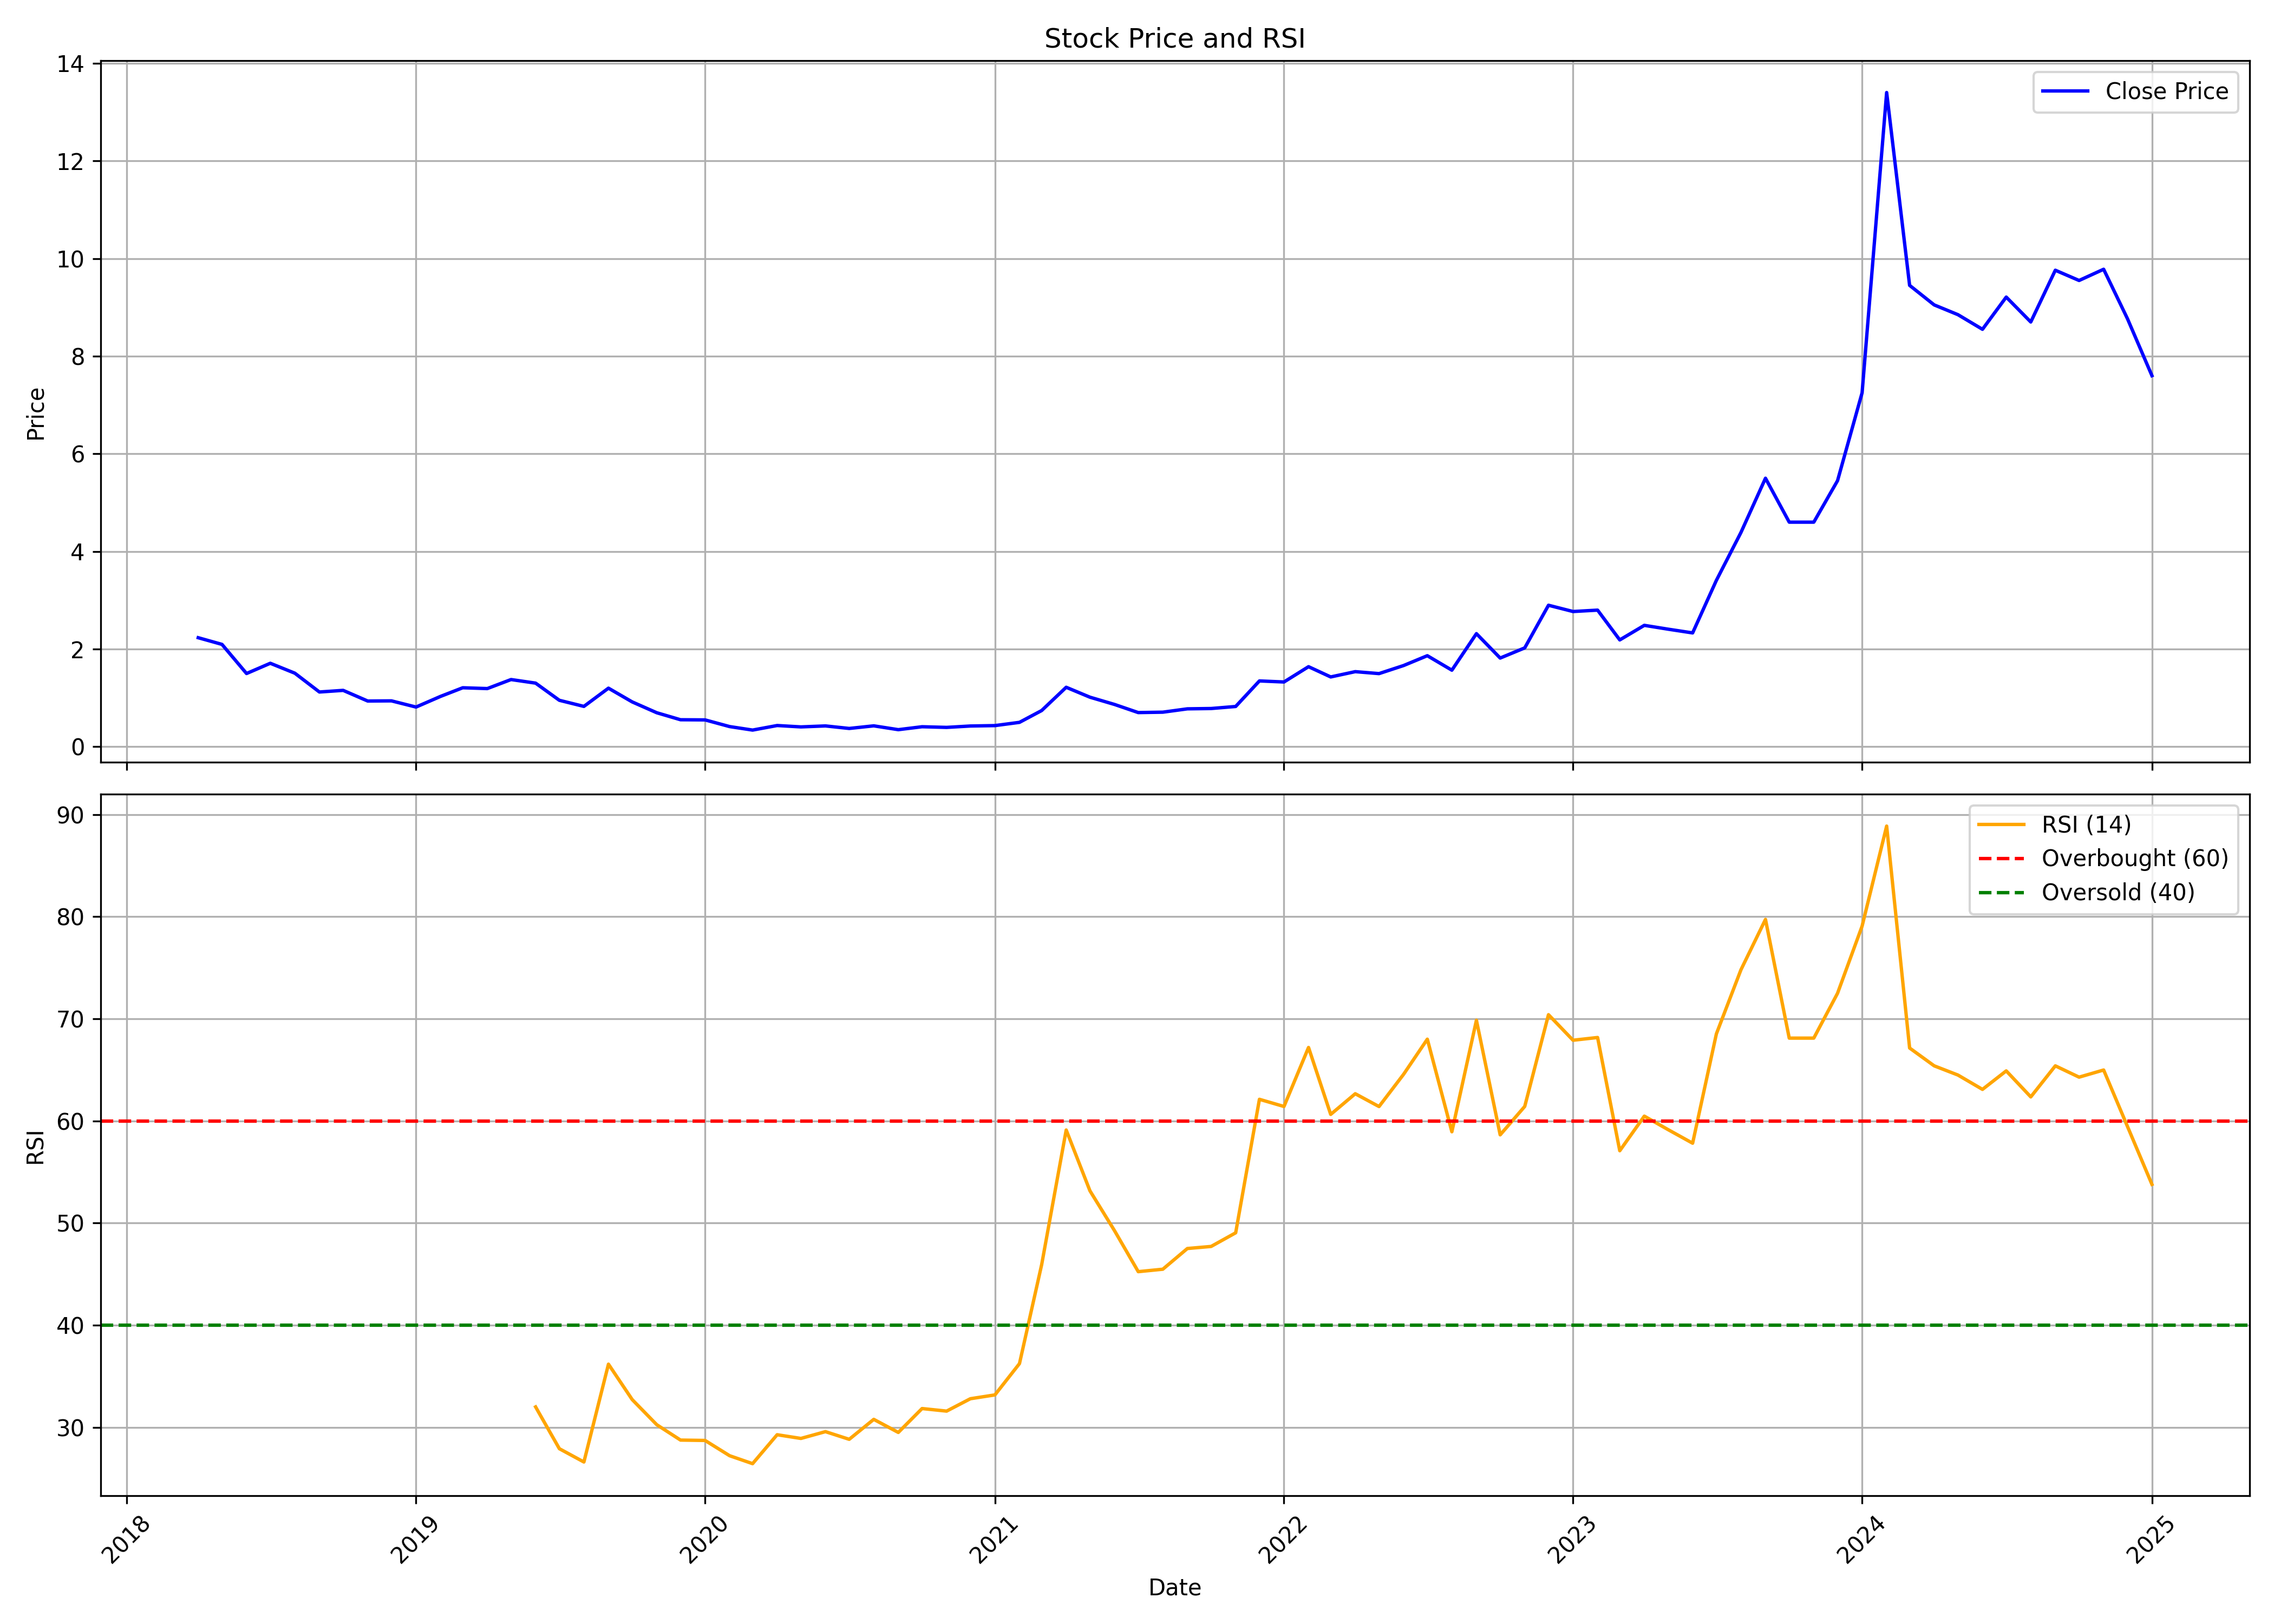 Stock Price and RSI
14
12
10
8
6
4
2
0
Price
Close Price
90
80
70
60
50
40
30
RSI
RSI (14)
Overbought (60)
Oversold (40)
2018
2019
2020
2021
2022
2023
2024
2025
Date